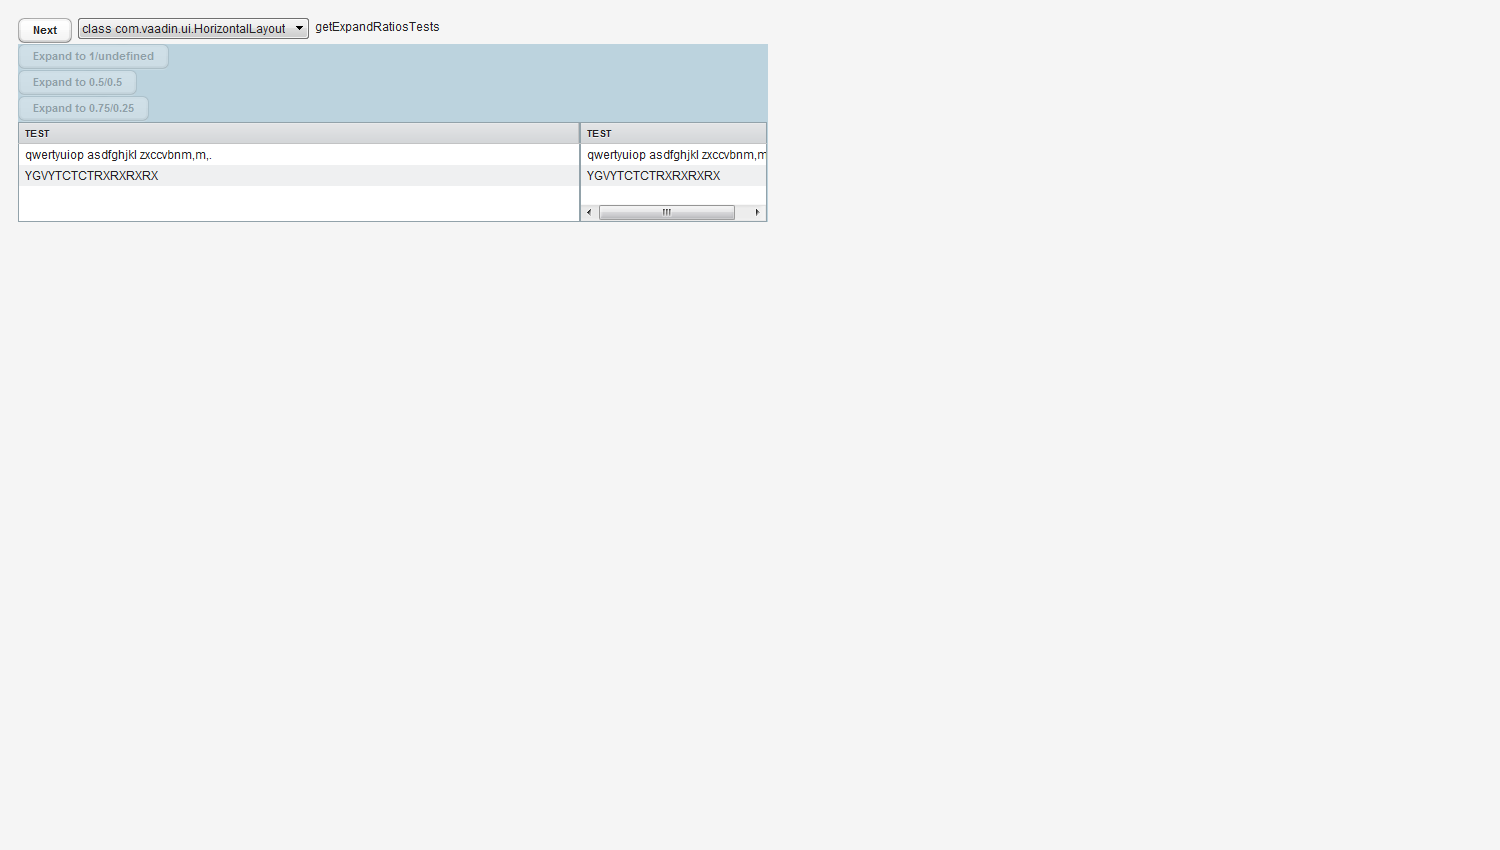 Next class com.vaadin.ui.HorizontalLayout getExpandRatiosTests
Expand to 1/undefined
Expand to 0.5/0.5
Expand to 0.75/0.25
TEST TEST
qwertyuiop asdfghjkl zxccvbnm,m,. qwertyuiop asdfghjkl zxccvbnm,m
YGVYTCTCTRXRXRXRX YGVYTCTCTRXRXRXRX